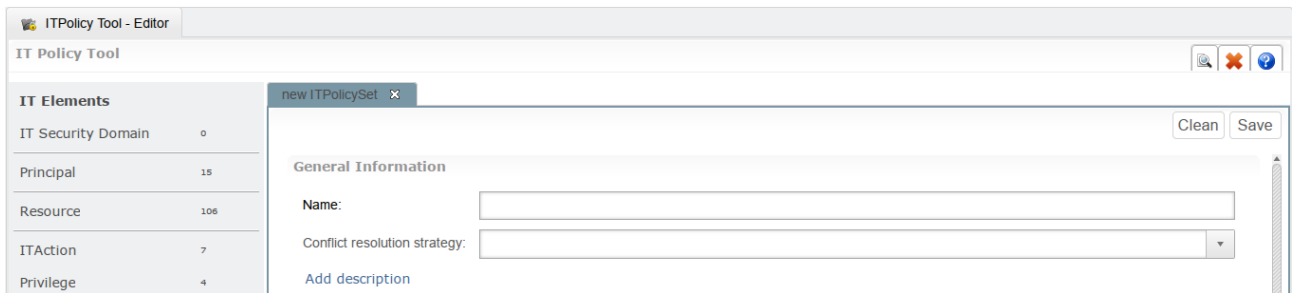 ITPolicy Tool - Editor
IT Policy Tool
IT Elements
IT Security Domain 0
Principal 15
Resource 106
ITAction 7
Privilege 4
new ITPolicySet
Clean Save
General Information
Name:
Conflict resolution strategy:
Add description